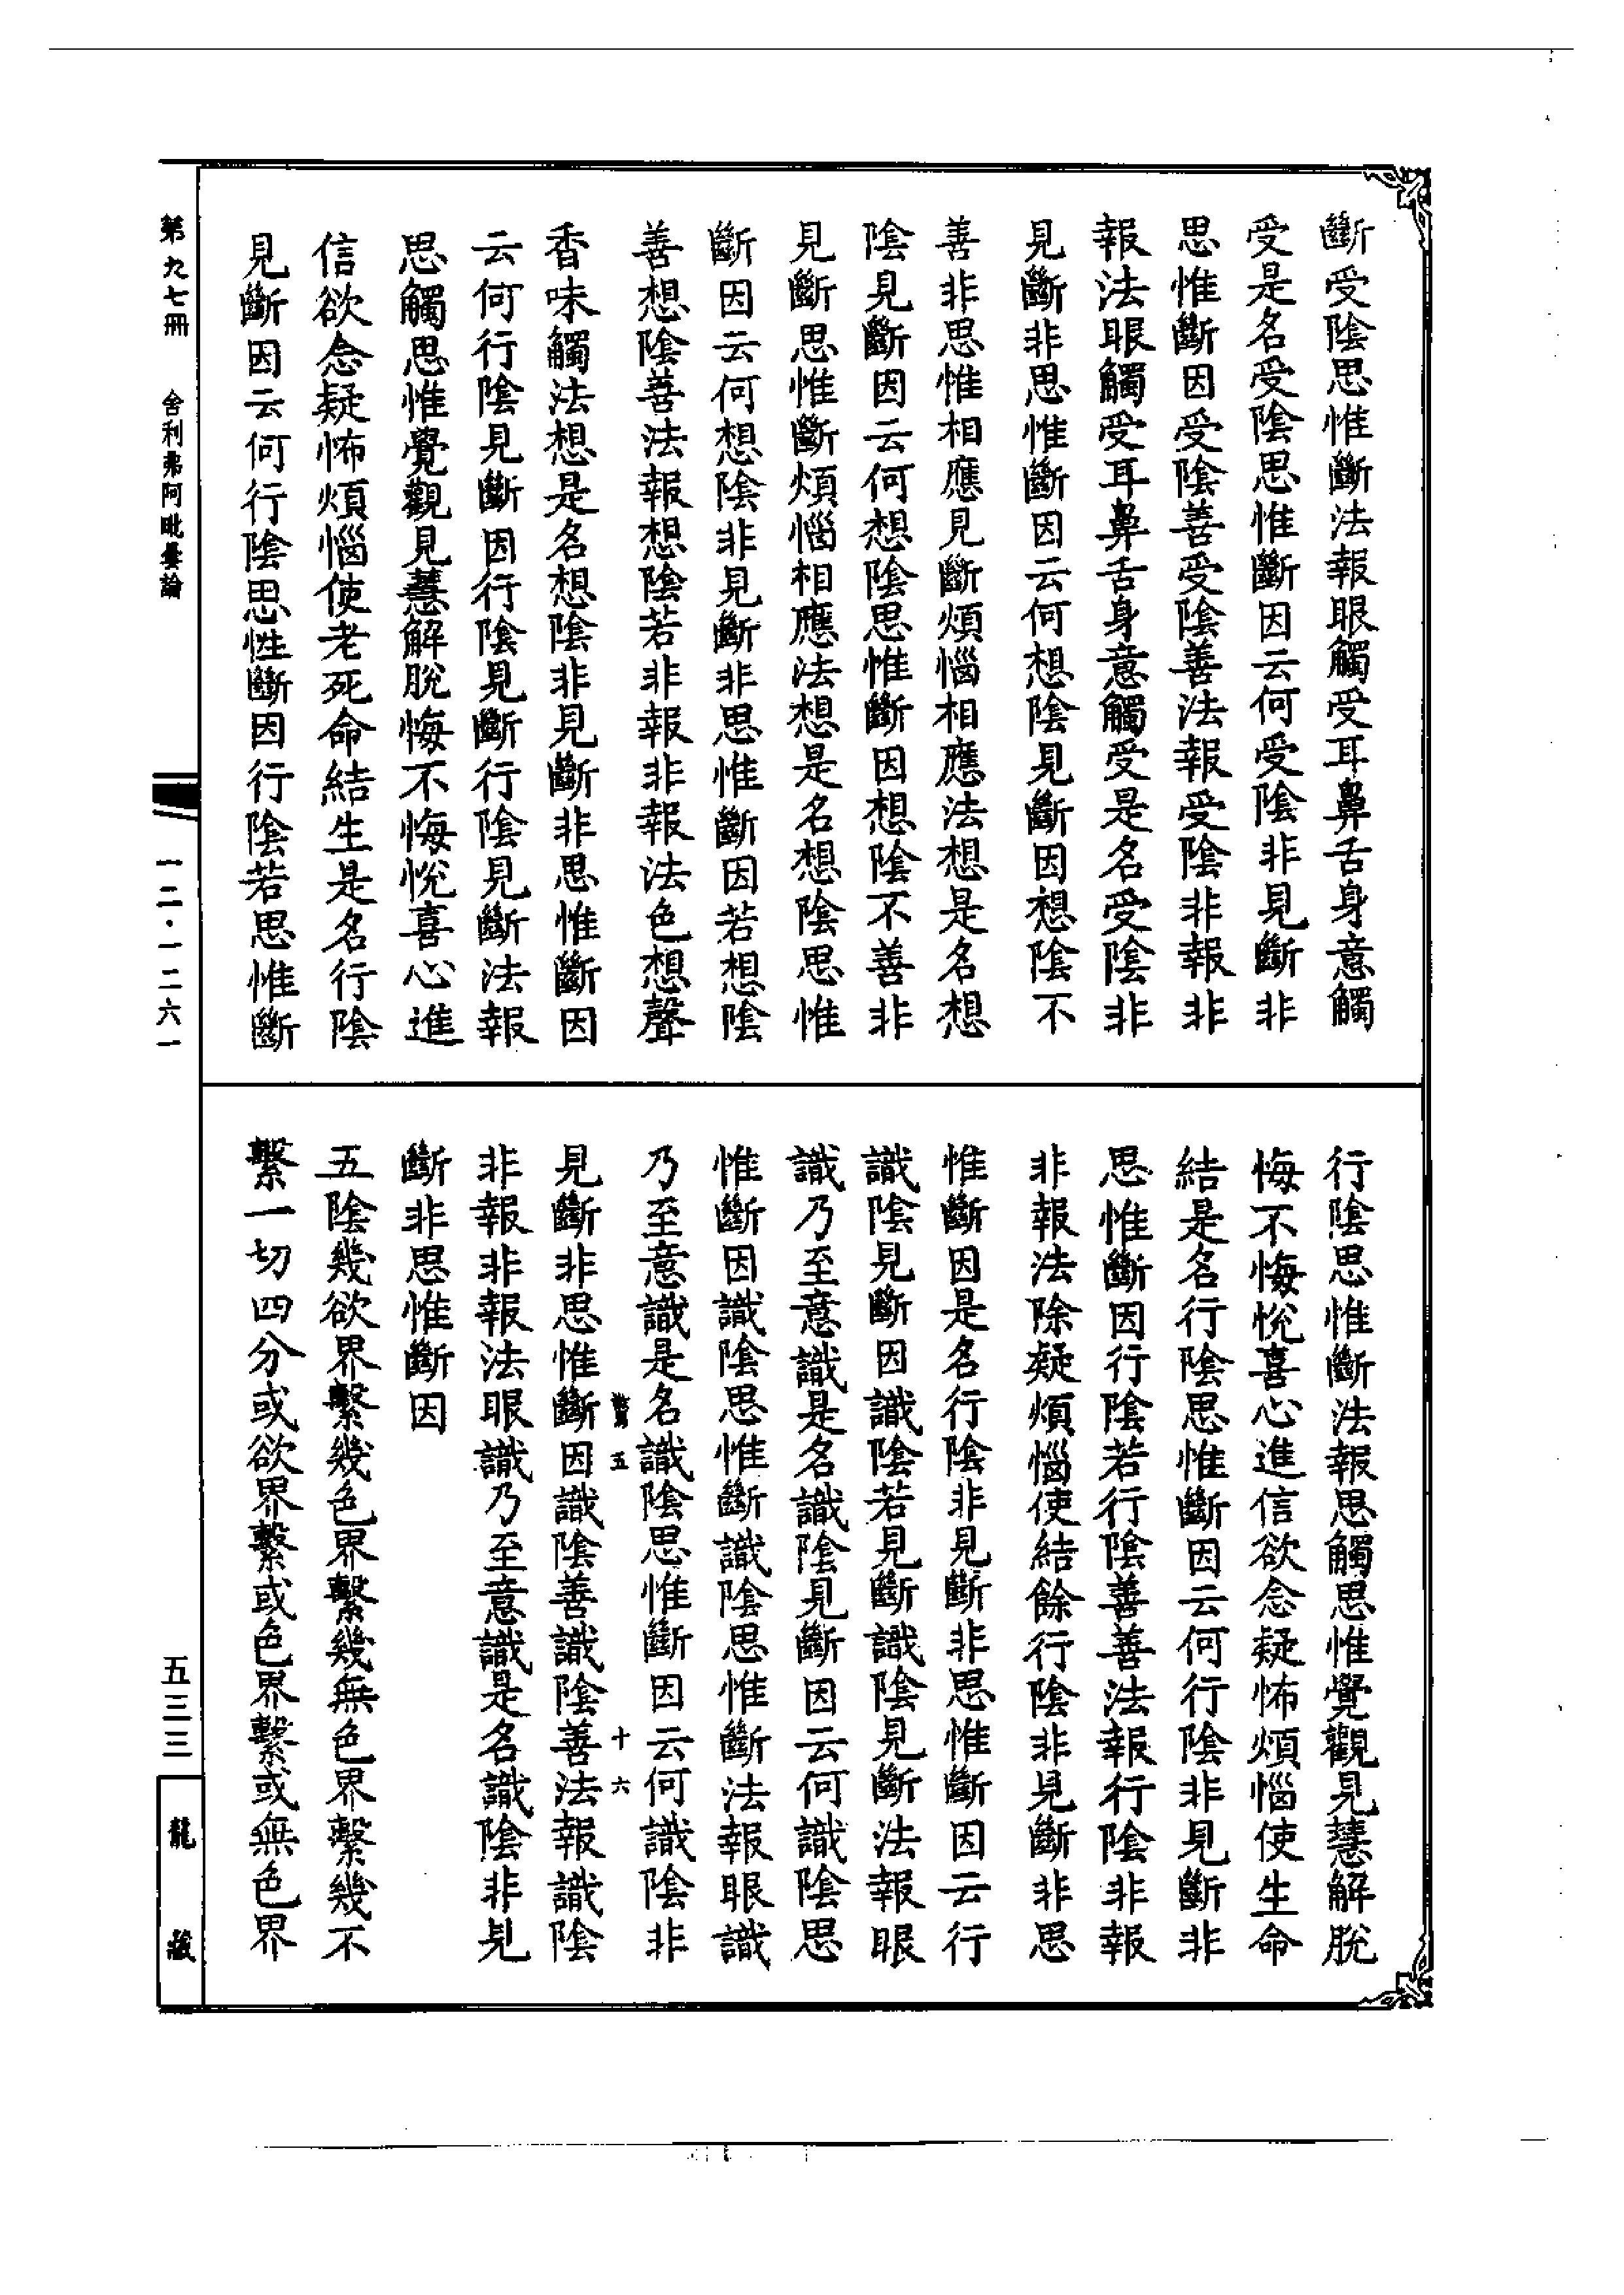 斷受陰思惟斷法報眼觸受耳鼻舌身意觸
受是名受陰思惟斷因云何受陰非見斷非
思惟斷因受陰善受陰善法報受陰非報非
報法眼觸受耳鼻舌身意觸受是名受陰非
見斷非思惟斷因云何想陰見斷因想陰不
善非思惟相應見斷煩惱相應法想是名想
陰見斷因云何想陰思惟斷因想陰不善非
見斷思惟斷煩惱相應法想是名想陰思惟
斷因云何想陰非見斷非思惟斷因若想陰
善想陰善法報想陰若非報非報法色想聲
香味觸法想是名想陰非見斷非思惟斷因
云何行陰見斷因行陰見斷行陰見斷法報
思觸思惟覺觀見慧解脫悔不悔悅喜心進
信欲念疑怖煩惱使老死命結生是名行陰
見斷因云何行陰思性斷因行陰若思惟斷
行陰思惟斷法報思觸思惟覺觀見慧解脫
悔不悔悅喜心進信欲念疑怖煩惱使生命
結是名行陰思惟斷因云何行陰非見斷非
思惟斷因行陰若行陰善善法報行陰非報
非報法除疑煩惱使結餘行陰非見斷非思
惟斷因是名行陰非見斷非思惟斷因云行
識陰見斷因識陰若見斷識陰見斷法報眼
識乃至意識是名識陰見斷因云何識陰思
惟斷因識陰思惟斷識陰思惟斷法報眼識
乃至意識是名識陰思惟斷因云何識陰非
五 十六
見斷非思惟斷因識陰善識陰善法報識陰
非報非報法眼識乃至意識是名識陰非見
斷非思惟斷因
五陰幾欲界繫幾色界繫幾無色界繫幾不
繫一切四分或欲界繫或色界繫或無色界
第九七冊 舍利弗阿毗曇論
一二·一二六一
五三三
龍藏